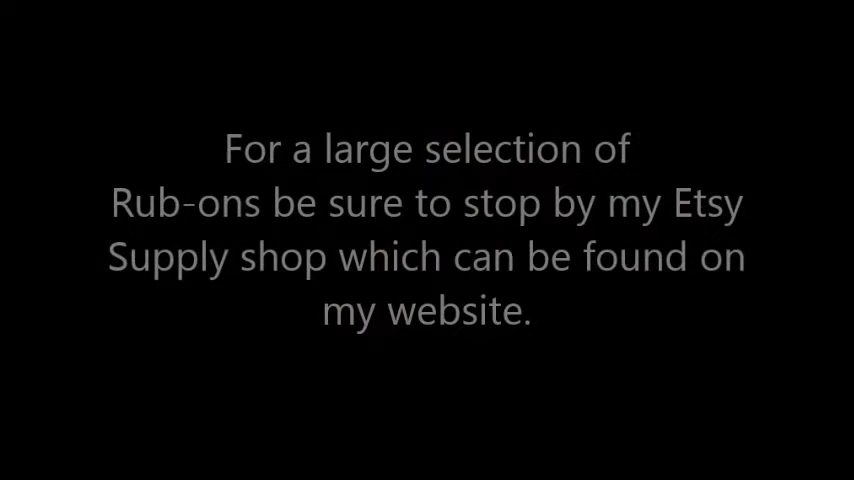 For a large selection of
Rub-ons be sure to stop by my Etsy
Supply shop which can be found on
my website.